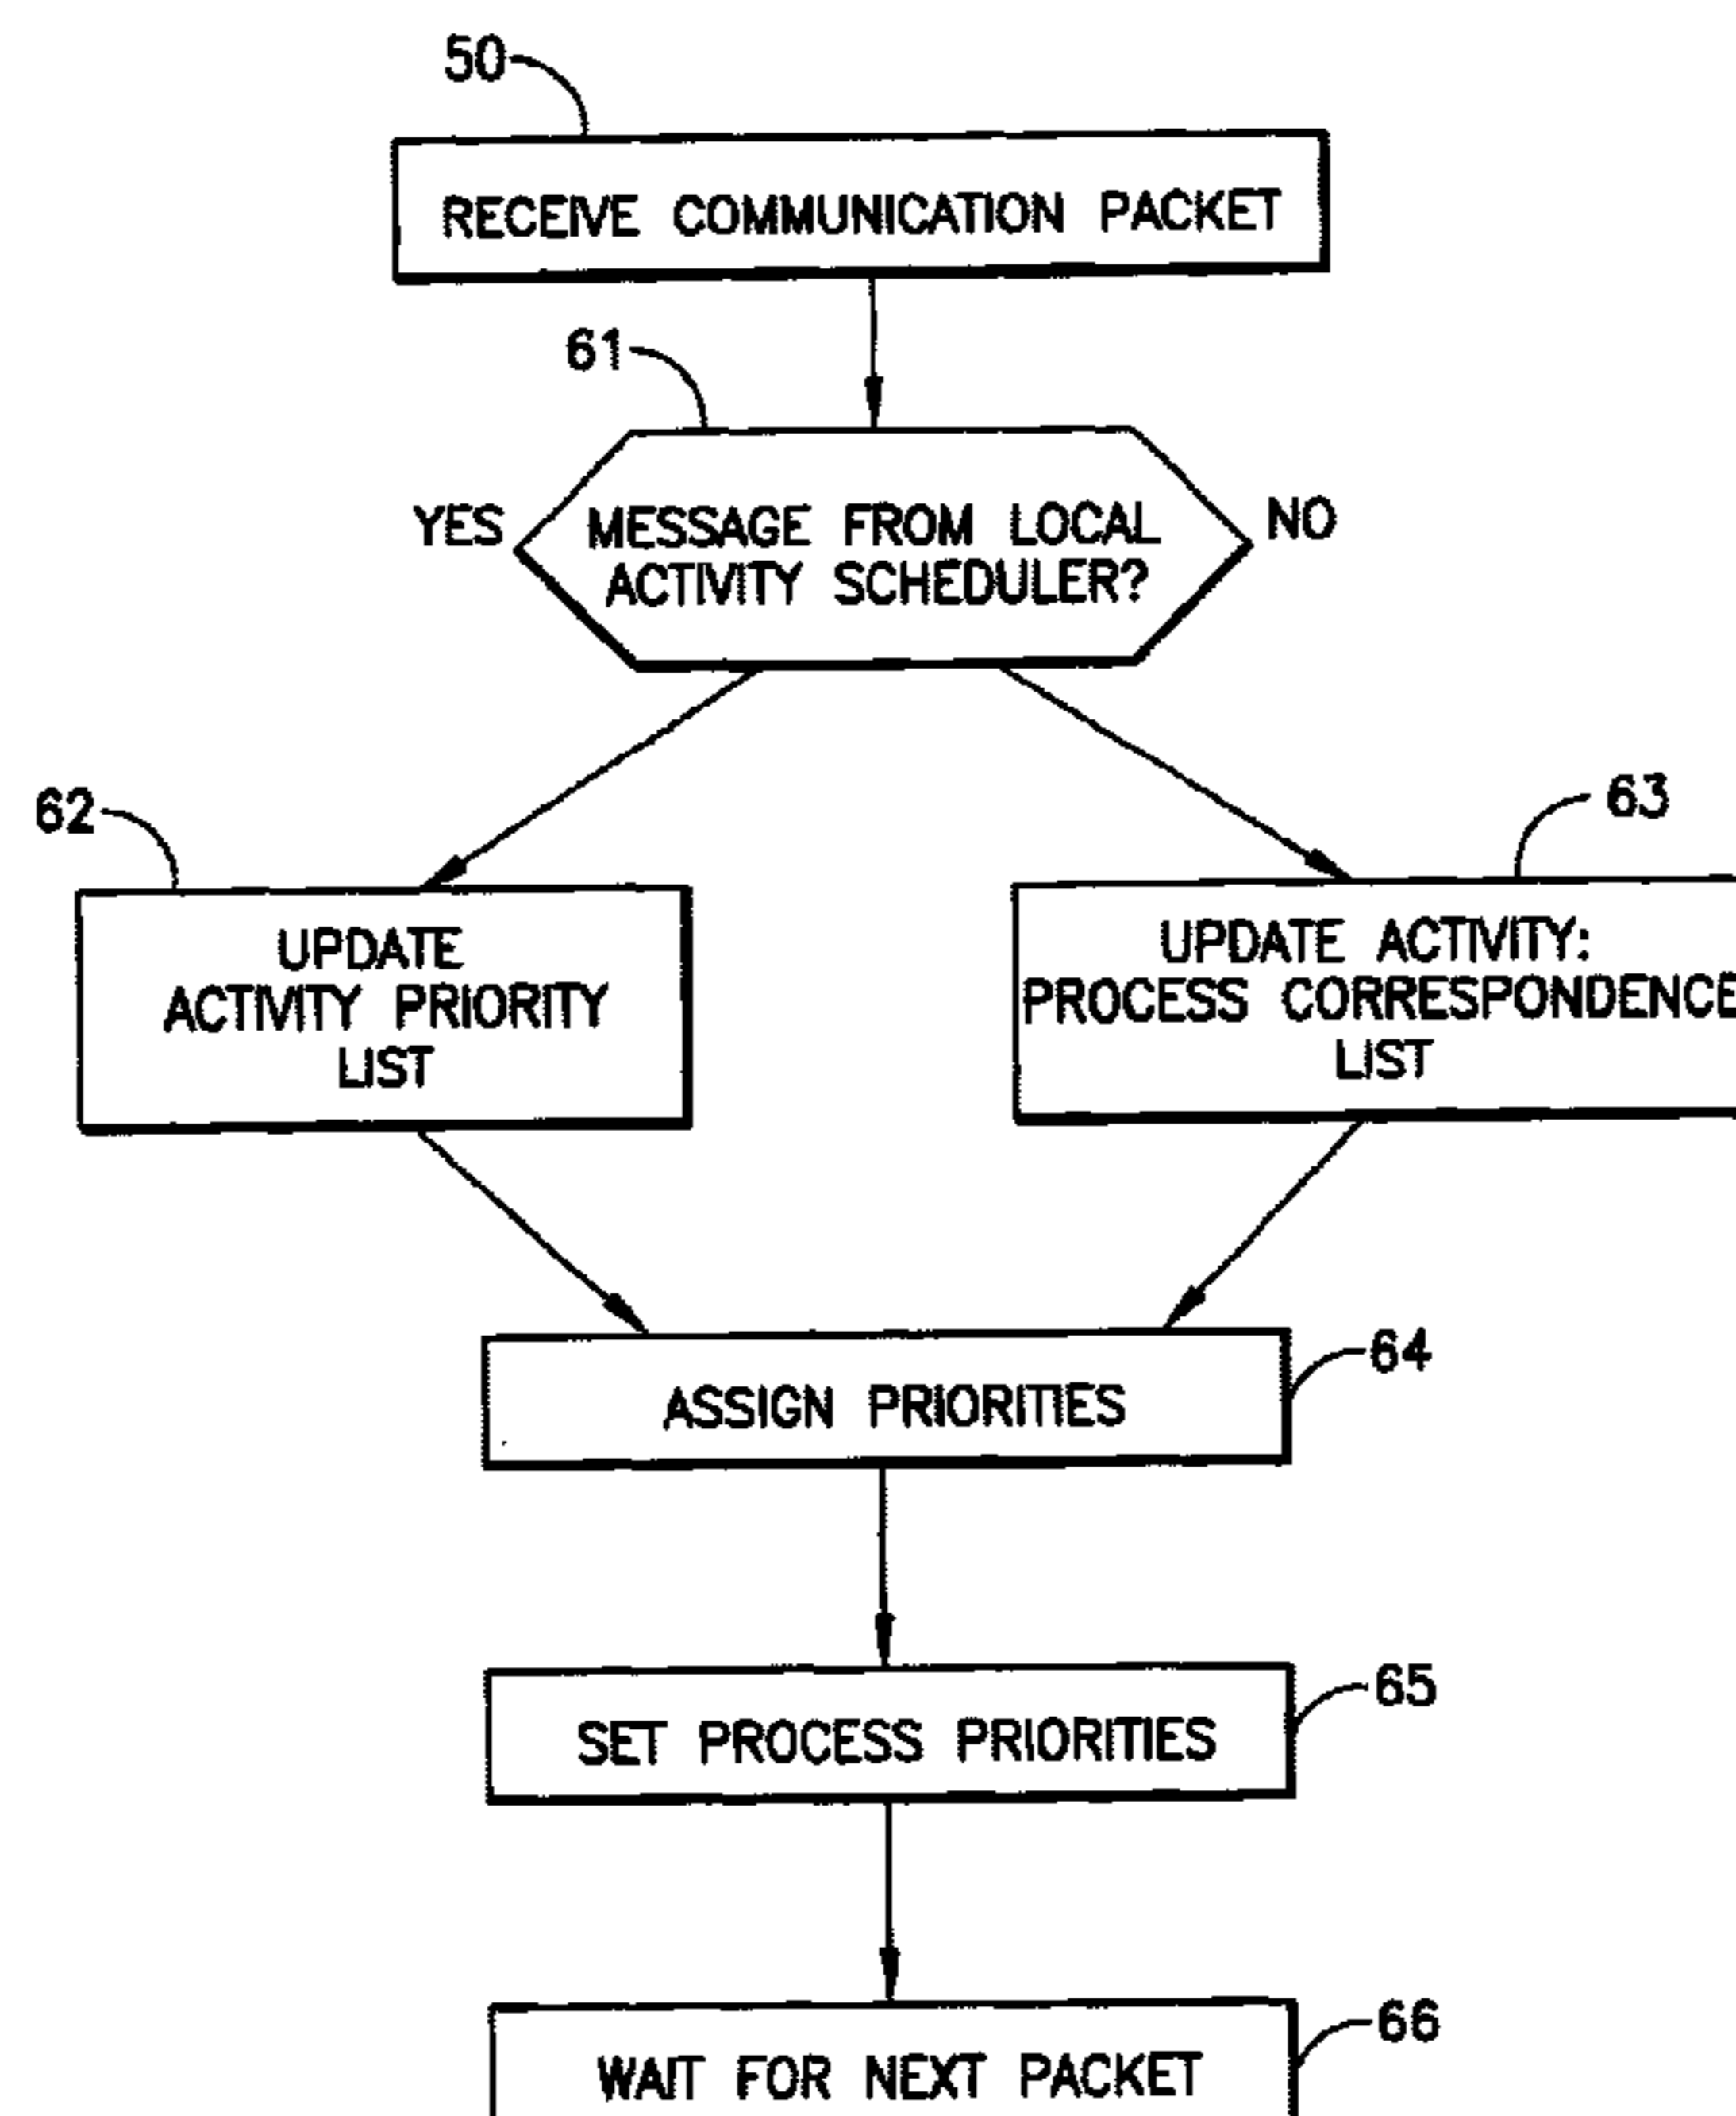 50
RECEIVE COMMUNICATION PACKET
61
YES
MESSAGE FROM LOCAL
ACTIVITY SCHEDULER?
NO
62
UPDATE
ACTIVITY PRIORITY
LIST
63
UPDATE ACTIVITY:
PROCESS CORRESPONDENCE
LIST
64
ASSIGN PRIORITIES
65
SET PROCESS PRIORITIES
66
WAIT FOR NEXT PACKET